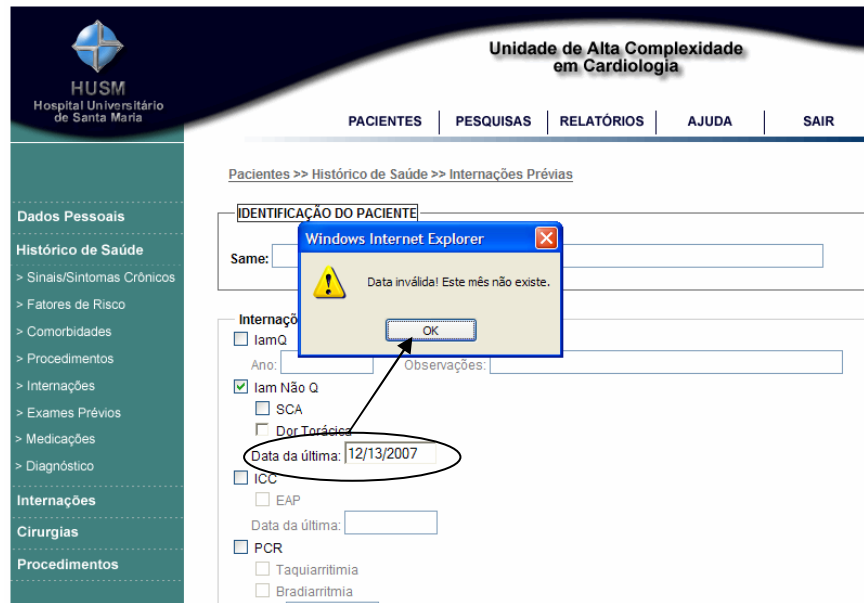 HUSM
Hospital Universitário
de Santa Maria
Unidade de Alta Complexidade
em Cardiologia
PACIENTES
PESQUISAS
RELATÓRIOS
AJUDA
SAIR
Pacientes >> Histórico de Saúde >> Internações Prévias
Dados Pessoais
Histórico de Saúde
> Sinais/Sintomas Crônicos
> Fatores de Risco
> Comorbidades
> Procedimentos
> Internações
> Exames Prévios
> Medicações
> Diagnóstico
Internações
Cirurgias
Procedimentos
IDENTIFICAÇÃO DO PACIENTE
Same:
Windows Internet Explorer
Data inválida! Este mês não existe.
OK
Internaçõ
IamQ
Ano: Observações:
Iam Não Q
SCA
Dor Torácica
Data da última: 12/13/2007
ICC
EAP
Data da última:
PCR
Taquiarritimia
Bradiarritmia